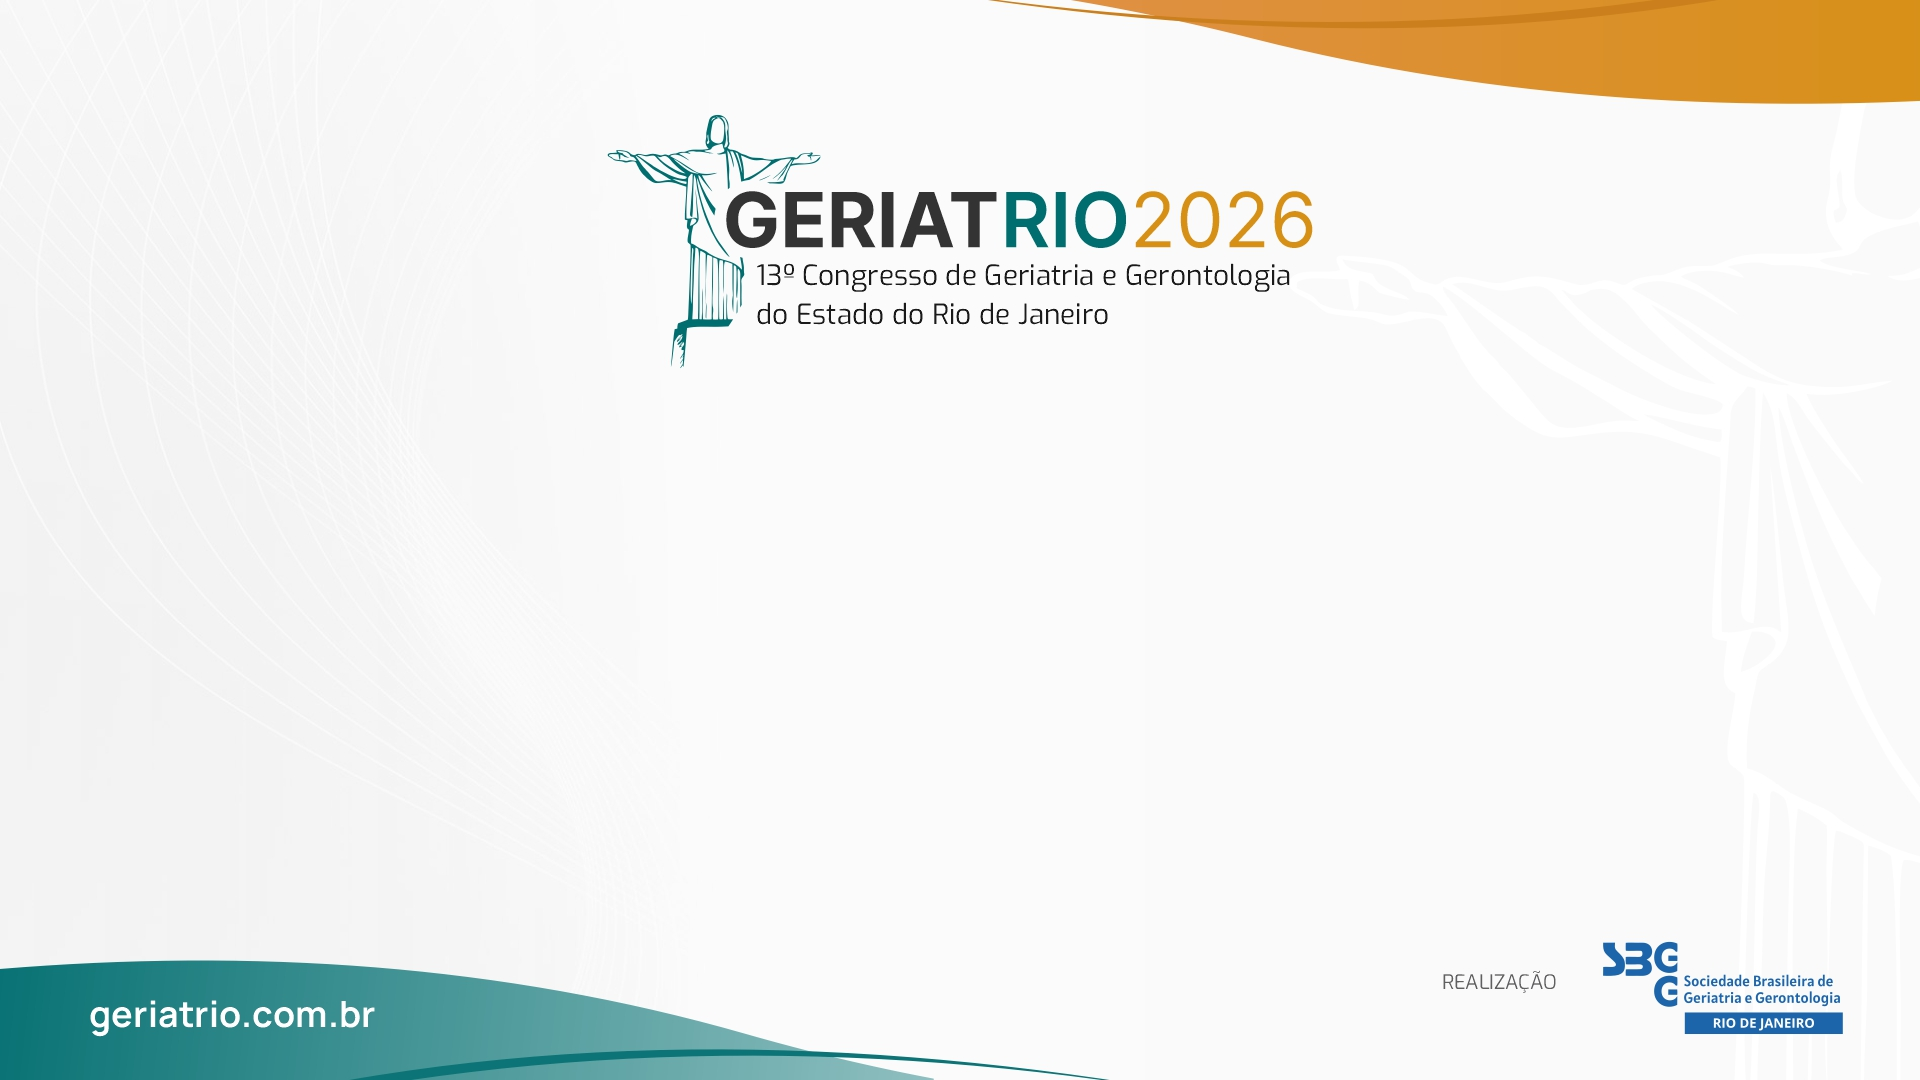 GERIATRIO2026
13º Congresso de Geriatria e Gerontologia
do Estado do Rio de Janeiro
geriatrio.com.br
REALIZAÇÃO
SBGG
Sociedade Brasileira de
Geriatria e Gerontologia
RIO DE JANEIRO